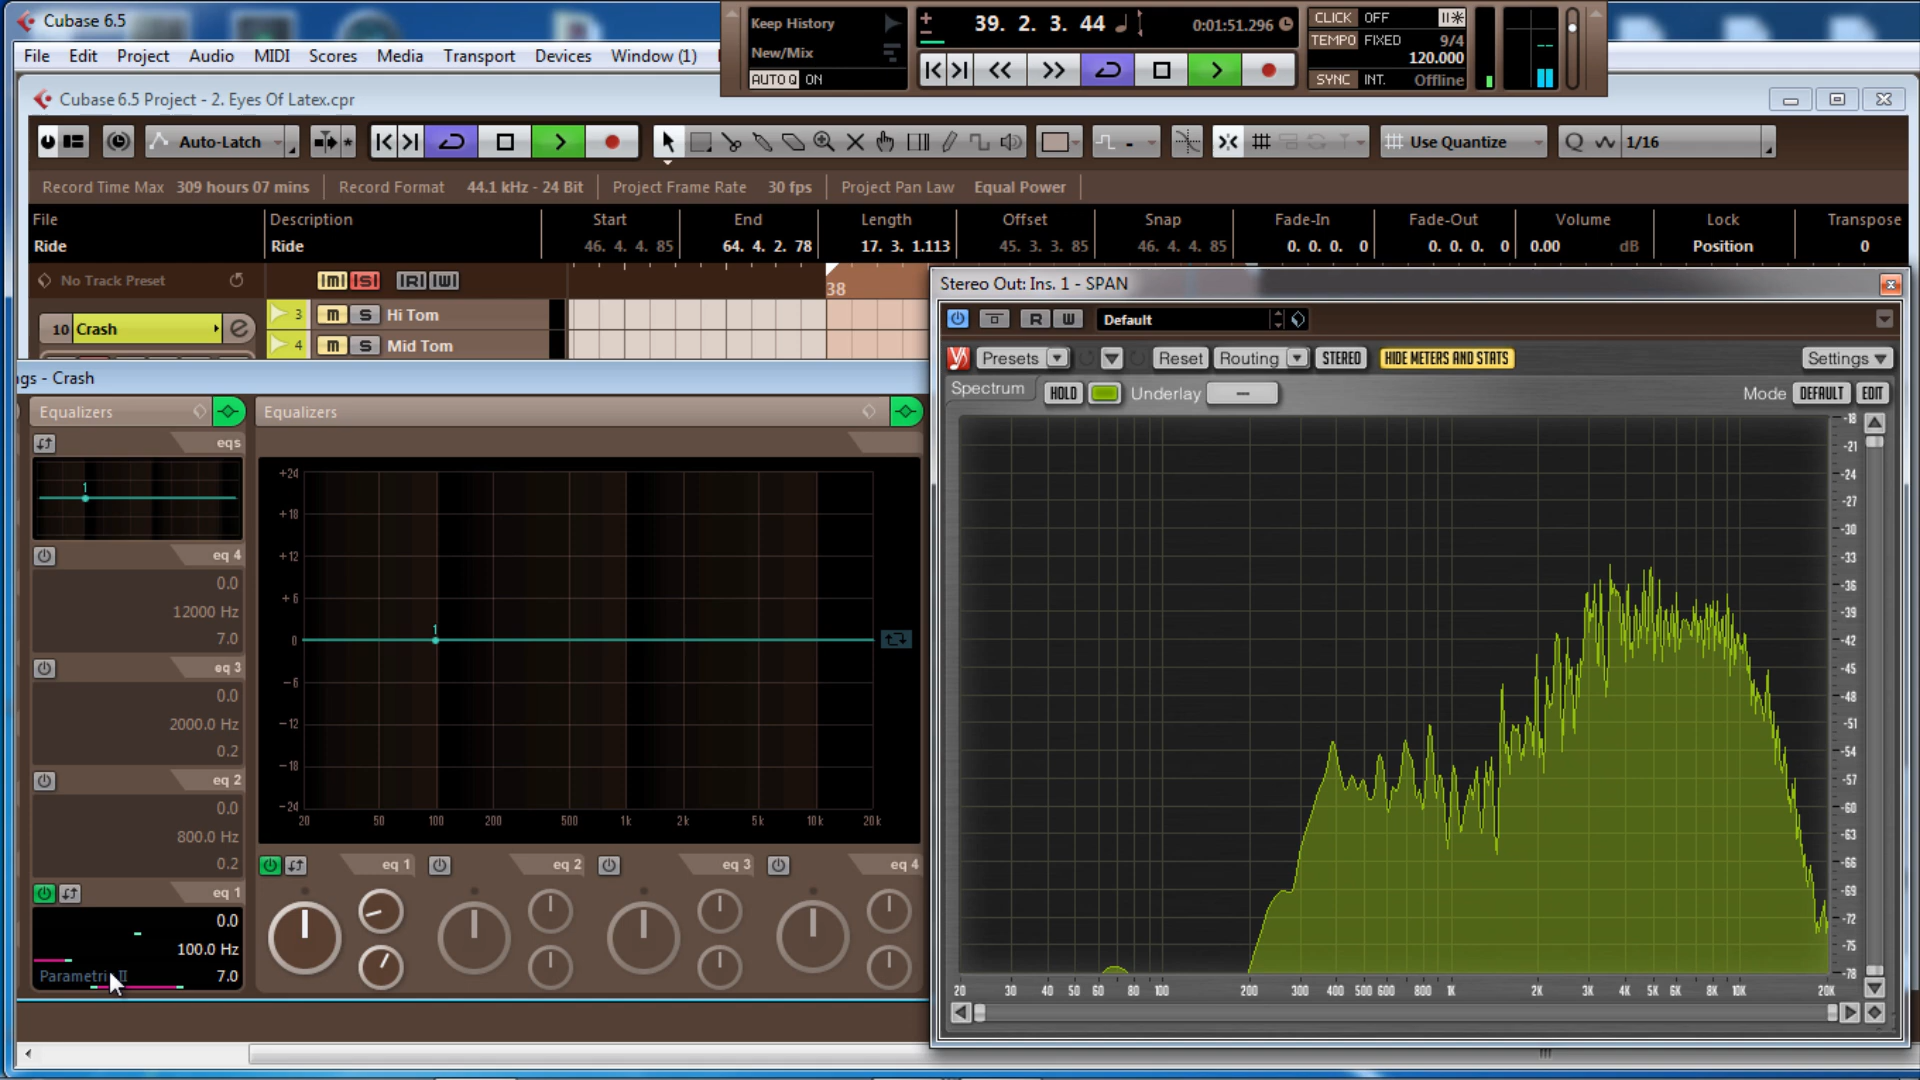 Cubase 6.5
File Edit Project Audio MIDI Scores Media Transport Devices Window (1)
Keep History
New/Mix
AUTO Q ON
39. 2. 3. 44
0:01:51.296
CLICK OFF
TEMPO FIXED 9/4
120.000
SYNC INT. Offline
Cubase 6.5 Project - 2. Eyes Of Latex.cpr
Auto-Latch
Use Quantize
Q 1/16
Record Time Max 309 hours 07 mins Record Format 44.1 kHz - 24 Bit Project Frame Rate 30 fps Project Pan Law Equal Power
File Description Start End Length Offset Snap Fade-In Fade-Out Volume Lock Transpose
Ride Ride 46. 4. 4. 85 64. 4. 2. 78 17. 3. 1.113 45. 3. 3. 85 46. 4. 4. 85 0. 0. 0. 0 0. 0. 0. 0 0.00 dB Position 0
No Track Preset
M S R W
38
10 Crash
3 m S Hi Tom
4 m S Mid Tom
gs - Crash
Equalizers
Equalizers
eqs
1
eq 4
0.0
12000 Hz
7.0
eq 3
0.0
2000.0 Hz
0.2
eq 2
0.0
800.0 Hz
0.2
eq 1
0.0
100.0 Hz
7.0
+24
+18
+12
+6
0
-6
-12
-18
-24
1
20 50 100 200 500 1k 2k 5k 10k 20k
eq 1 eq 2 eq 3 eq 4
Stereo Out: Ins. 1 - SPAN
R W Default
Presets Reset Routing STEREO HIDE METERS AND STATS Settings
Spectrum HOLD Underlay Mode DEFAULT EDIT
-18
-21
-24
-27
-30
-33
-36
-39
-42
-45
-48
-51
-54
-57
-60
-63
-66
-69
-72
-75
-78
20 30 40 50 60 80 100 200 300 400 500 600 800 1K 2K 3K 4K 5K 6K 8K 10K 20K